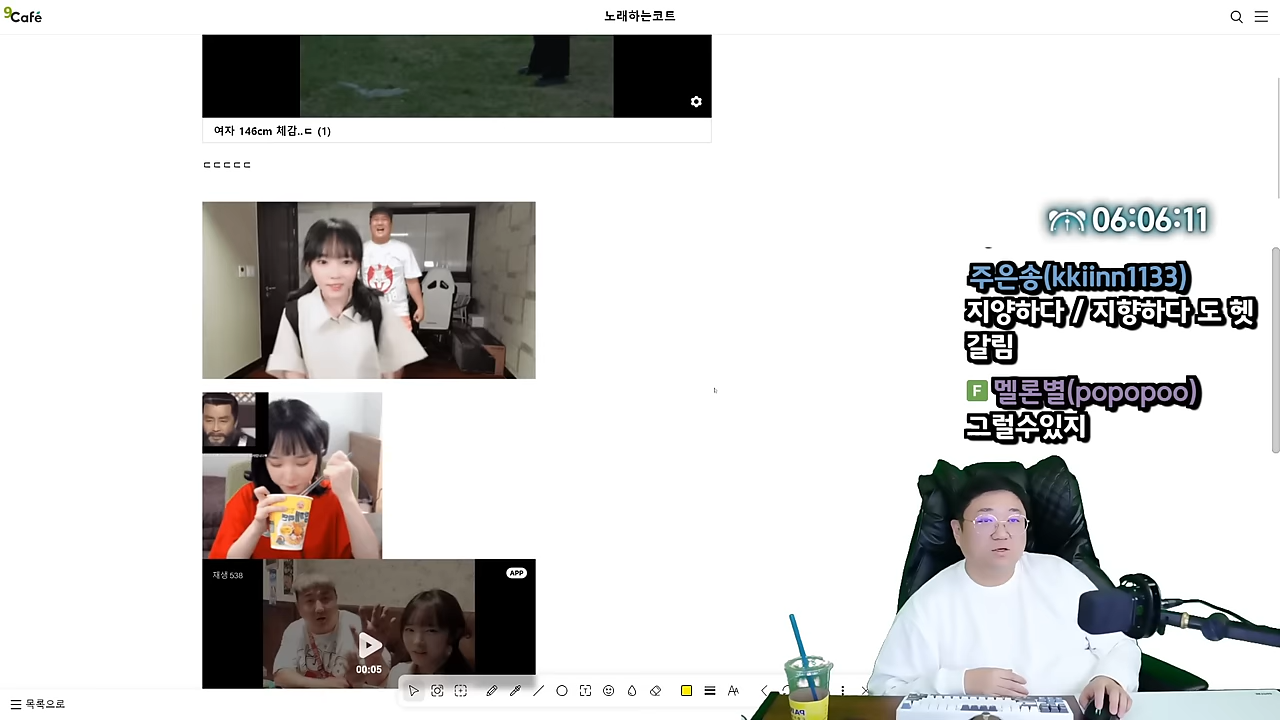 Café
노래하는코트
여자 146cm 체감..ㄷ (1)
ㄷㄷㄷㄷㄷ
06:06:11
주은송(kkiinn1133)
지양하다 / 지향하다 도 헷
갈림
F 멜론별(popopoo)
그럴수있지
재생 538
APP
00:05
목록으로